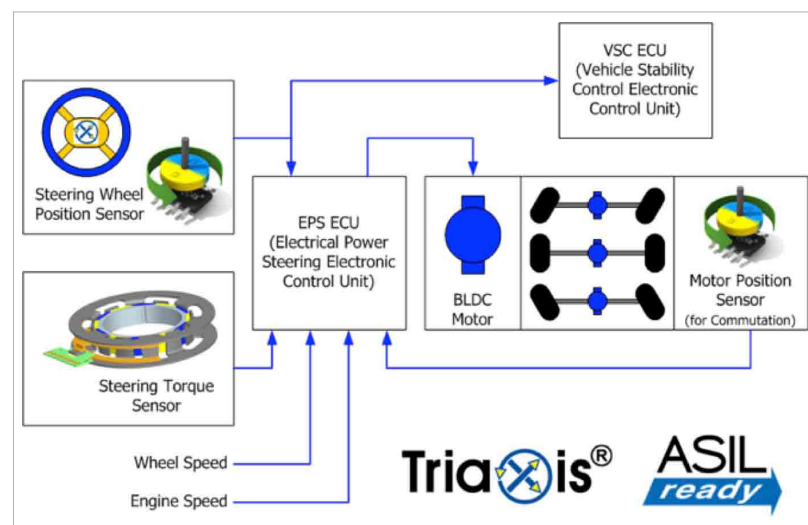 VSC ECU
(Vehicle Stability
Control Electronic
Control Unit)
Steering Wheel
Position Sensor
EPS ECU
(Electrical Power
Steering Electronic
Control Unit)
BLDC
Motor
Motor Position
Sensor
(for Commutation)
Steering Torque
Sensor
Wheel Speed
Engine Speed
Triaxis®
ASIL
ready